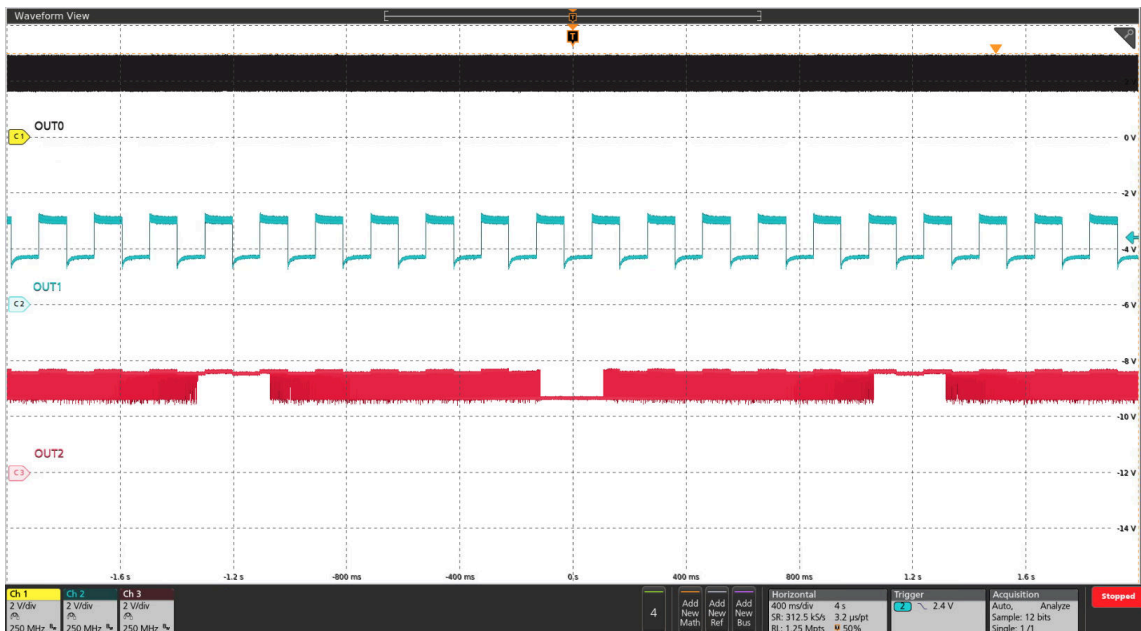 Waveform View
T
T
OUT0
C1
0 V
-2 V
-4 V
OUT1
C2
-6 V
-8 V
-10 V
OUT2
C3
-12 V
-14 V
-1.6 s
-1.2 s
-800 ms
-400 ms
0 s
400 ms
800 ms
1.2 s
1.6 s
Ch 1
2 V/div
250 MHz
Ch 2
2 V/div
250 MHz
Ch 3
2 V/div
250 MHz
4
Add New Math
Add New Ref
Add New Bus
Horizontal
400 ms/div 4 s
SR: 312.5 kS/s 3.2 µs/pt
RL: 1.25 Mpts 50%
Trigger
2 2.4 V
Acquisition
Auto, Analyze
Sample: 12 bits
Single: 1/1
Stopped